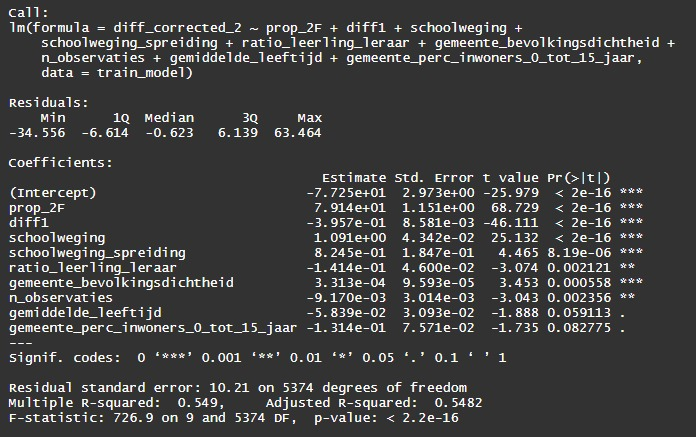 Call:
lm(formula = diff_corrected_2 ~ prop_2F + diff1 + schoolweging +
    schoolweging_spreiding + ratio_leerling_leraar + gemeente_bevolkingsdichtheid +
    n_observaties + gemiddelde_leeftijd + gemeente_perc_inwoners_0_tot_15_jaar,
    data = train_model)
Residuals:
    Min      1Q  Median      3Q     Max
-34.556  -6.614  -0.623   6.139  63.464
Coefficients:
                                       Estimate Std. Error t value Pr(>|t|)
(Intercept)                          -7.725e+01  2.973e+00 -25.979  < 2e-16 ***
prop_2F                               7.914e+01  1.151e+00  68.729  < 2e-16 ***
diff1                                -3.957e-01  8.581e-03 -46.111  < 2e-16 ***
schoolweging                          1.091e+00  4.342e-02  25.132  < 2e-16 ***
schoolweging_spreiding                8.245e-01  1.847e-01   4.465 8.19e-06 ***
ratio_leerling_leraar                -1.414e-01  4.600e-02  -3.074 0.002121 **
gemeente_bevolkingsdichtheid          3.313e-04  9.593e-05   3.453 0.000558 ***
n_observaties                        -9.170e-03  3.014e-03  -3.043 0.002356 **
gemiddelde_leeftijd                  -5.839e-02  3.093e-02  -1.888 0.059113 .
gemeente_perc_inwoners_0_tot_15_jaar -1.314e-01  7.571e-02  -1.735 0.082775 .
---
Signif. codes:  0 ‘***’ 0.001 ‘**’ 0.01 ‘*’ 0.05 ‘.’ 0.1 ‘ ’ 1
Residual standard error: 10.21 on 5374 degrees of freedom
Multiple R-squared:  0.549,     Adjusted R-squared:  0.5482
F-statistic: 726.9 on 9 and 5374 DF,  p-value: < 2.2e-16